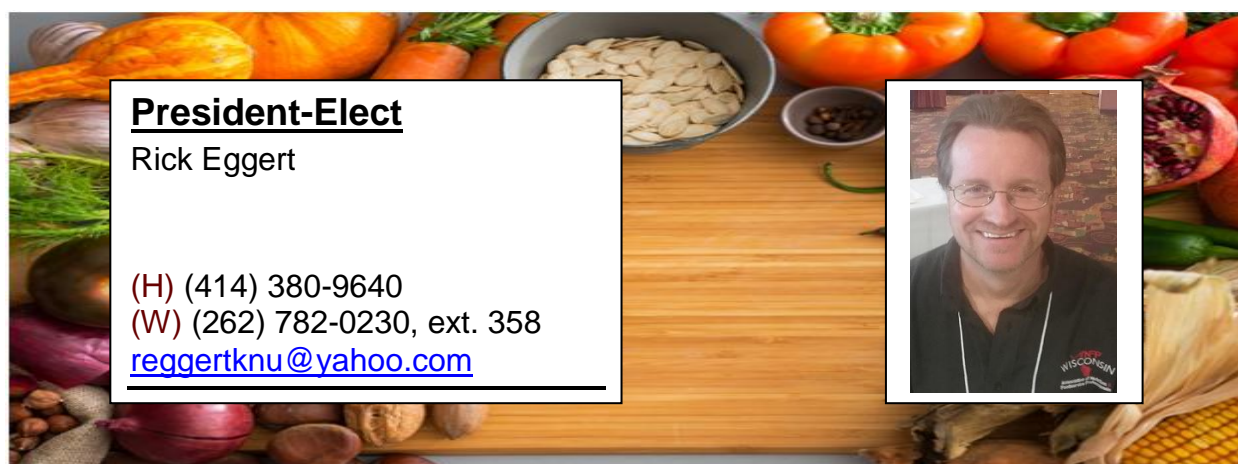 President-Elect
Rick Eggert
(H) (414) 380-9640
(W) (262) 782-0230, ext. 358
reggertknu@yahoo.com
WISCONSIN